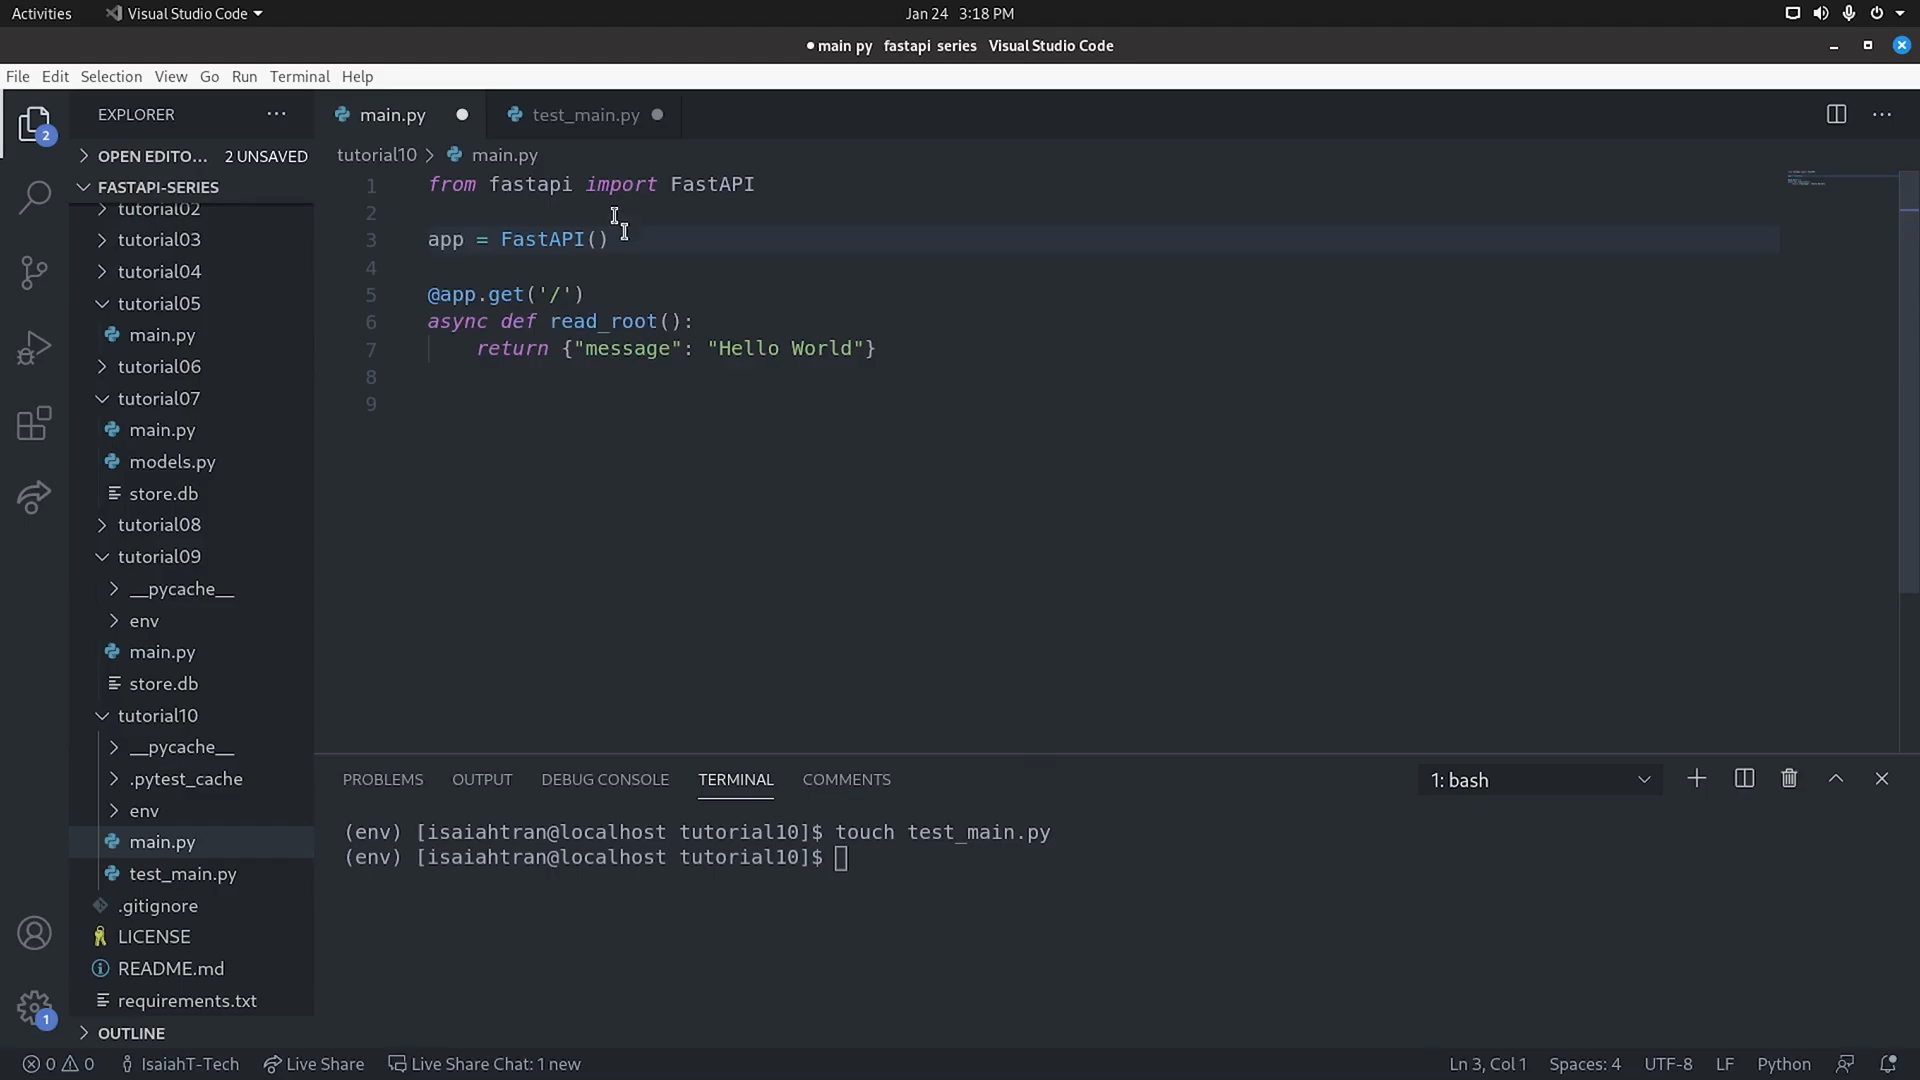 Activities Visual Studio Code Jan 24 3:18 PM
main py fastapi series Visual Studio Code
File Edit Selection View Go Run Terminal Help
EXPLORER
OPEN EDITO... 2 UNSAVED
FASTAPI-SERIES
tutorial02
tutorial03
tutorial04
tutorial05
main.py
tutorial06
tutorial07
main.py
models.py
store.db
tutorial08
tutorial09
__pycache__
env
main.py
store.db
tutorial10
__pycache__
.pytest_cache
env
main.py
test_main.py
.gitignore
LICENSE
README.md
requirements.txt
OUTLINE
2
1
main.py test_main.py
tutorial10 > main.py
1 from fastapi import FastAPI
2
3 app = FastAPI()
4
5 @app.get('/')
6 async def read_root():
7 return {"message": "Hello World"}
8
9
PROBLEMS OUTPUT DEBUG CONSOLE TERMINAL COMMENTS 1: bash
(env) [isaiahtran@localhost tutorial10]$ touch test_main.py
(env) [isaiahtran@localhost tutorial10]$
0 0 IsaiahT-Tech Live Share Live Share Chat: 1 new Ln 3, Col 1 Spaces: 4 UTF-8 LF Python